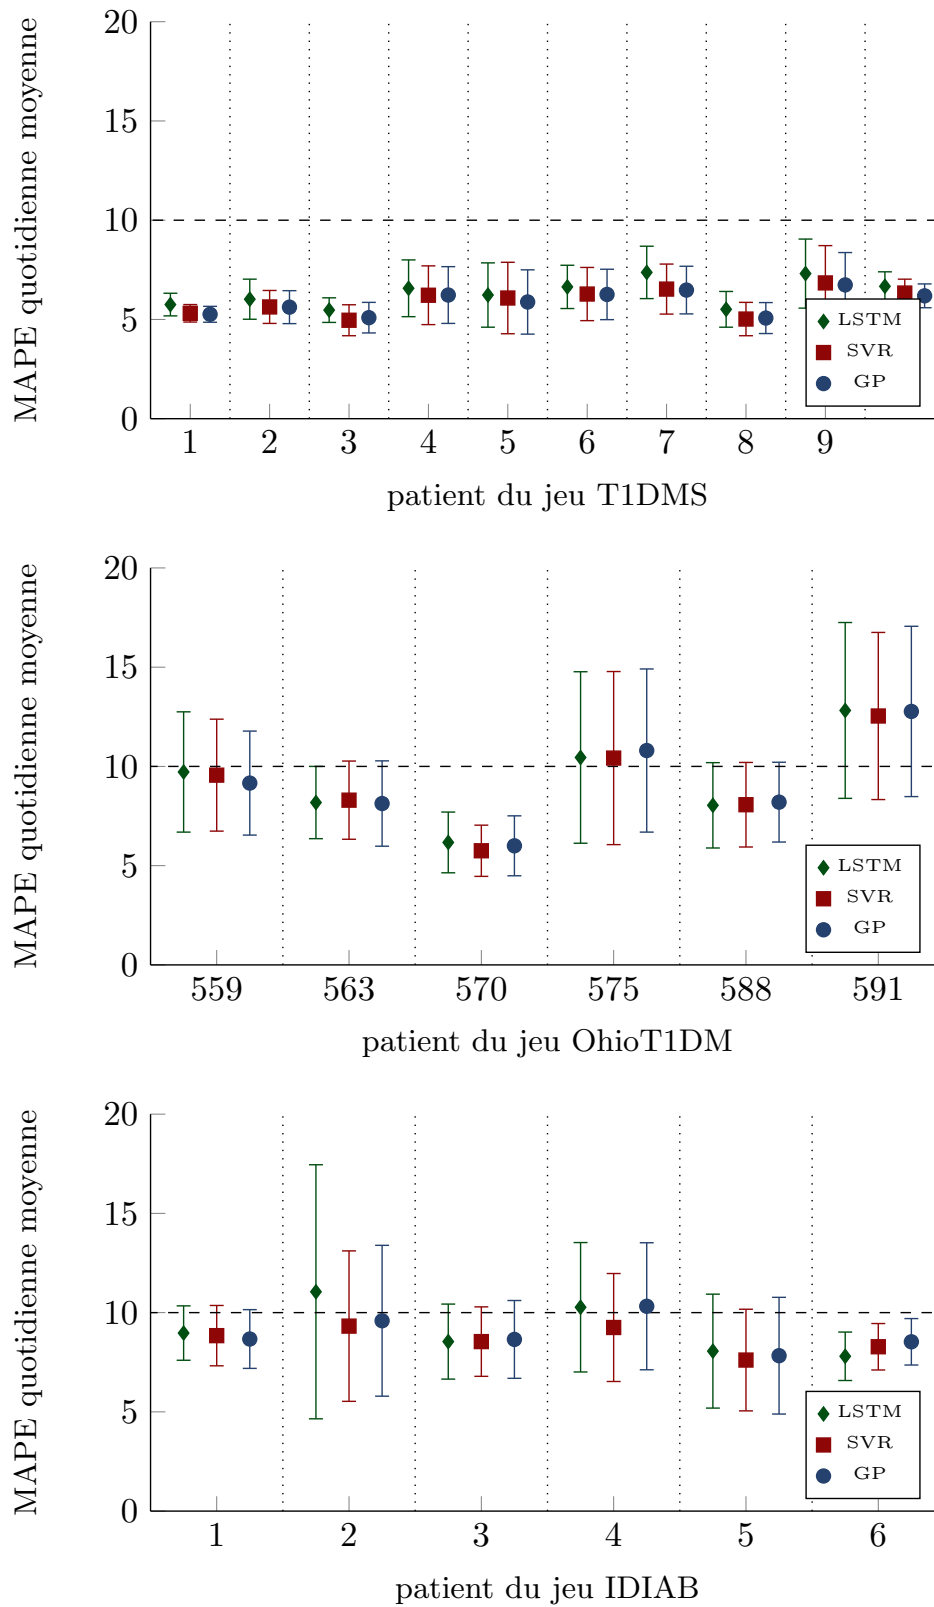 MAPE quotidienne moyenne
20
15
10
5
0
LSTM
SVR
GP
1 2 3 4 5 6 7 8 9
patient du jeu T1DMS
MAPE quotidienne moyenne
20
15
10
5
0
LSTM
SVR
GP
559 563 570 575 588 591
patient du jeu OhioT1DM
MAPE quotidienne moyenne
20
15
10
5
0
LSTM
SVR
GP
1 2 3 4 5 6
patient du jeu IDIAB